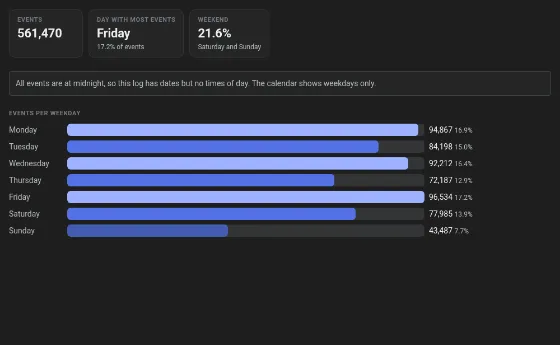 EVENTS
561,470
DAY WITH MOST EVENTS
Friday
17.2% of events
WEEKEND
21.6%
Saturday and Sunday
All events are at midnight, so this log has dates but no times of day. The calendar shows weekdays only.
EVENTS PER WEEKDAY
Monday 94,867 16.9%
Tuesday 84,198 15.0%
Wednesday 92,212 16.4%
Thursday 72,187 12.9%
Friday 96,534 17.2%
Saturday 77,985 13.9%
Sunday 43,487 7.7%